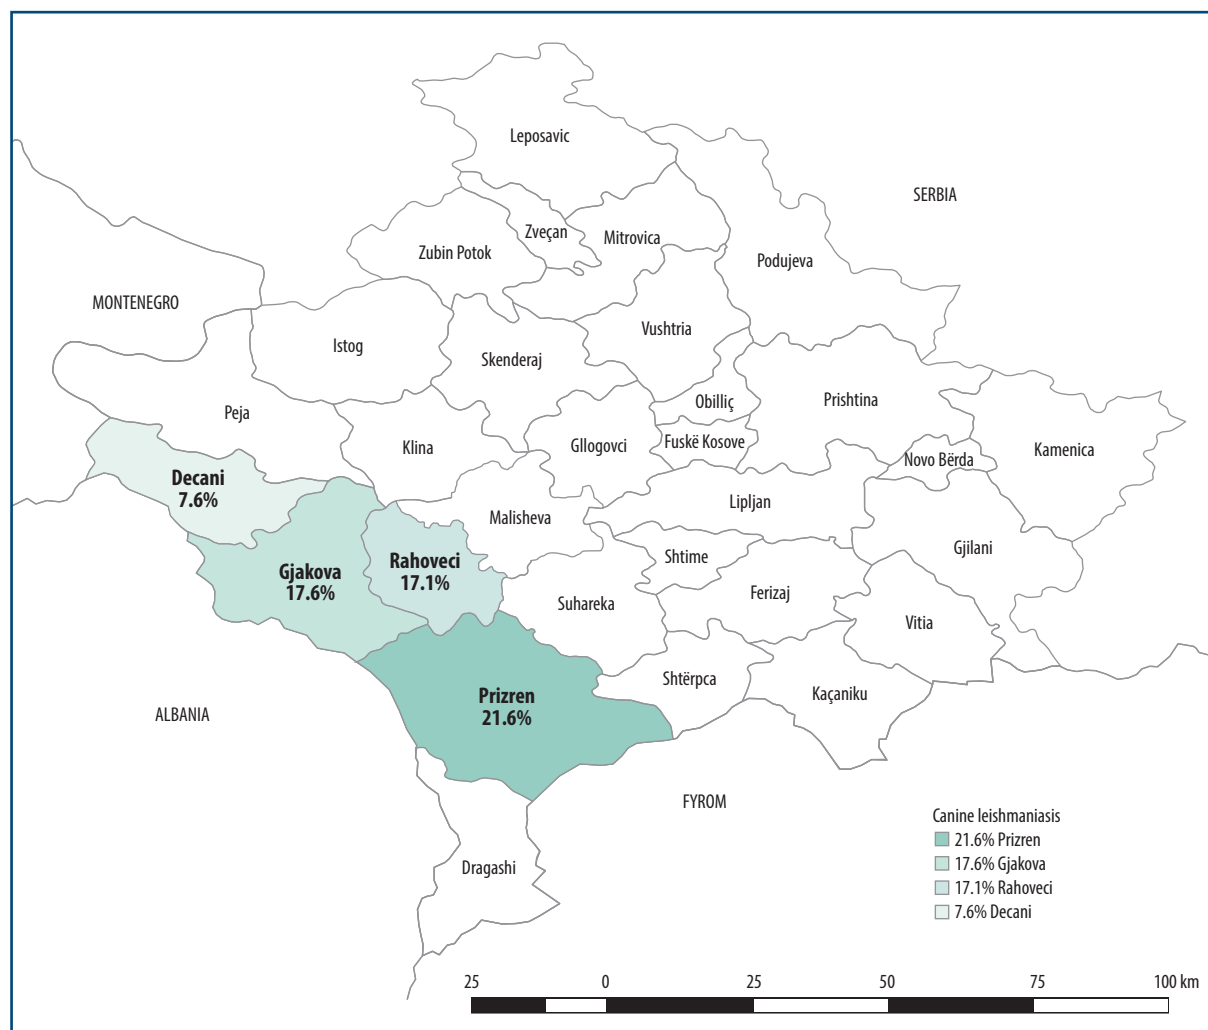 Leposavic
SERBIA
Zveçan
Mitrovica
Zubin Potok
Podujeva
MONTENEGRO
Vushtria
Istog
Skenderaj
Obilliç
Prishtina
Peja
Fuskë Kosove
Gllogovci
Klina
Kamenica
Novo Bërda
Decani
7.6%
Lipljan
Malisheva
Gjilani
Shtime
Rahoveci
17.1%
Gjakova
17.6%
Ferizaj
Suhareka
Vitia
Shtërpca
Kaçaniku
Prizren
21.6%
ALBANIA
FYROM
Dragashi
Canine leishmaniasis
21.6% Prizren
17.6% Gjakova
17.1% Rahoveci
7.6% Decani
25 0 25 50 75 100 km